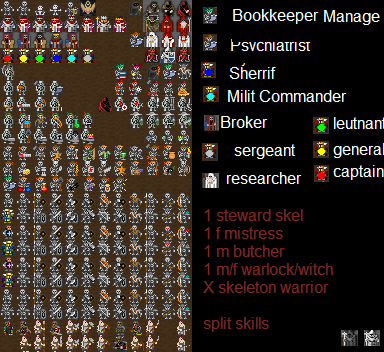 Bookkeeper Manage
Psychiatrist
Sherrif
Milit Commander
Broker
leutnant
sergeant
general
captain
researcher
1 steward skel
1 f mistress
1 m butcher
1 m/f warlock/witch
X skeleton warrior
split skills